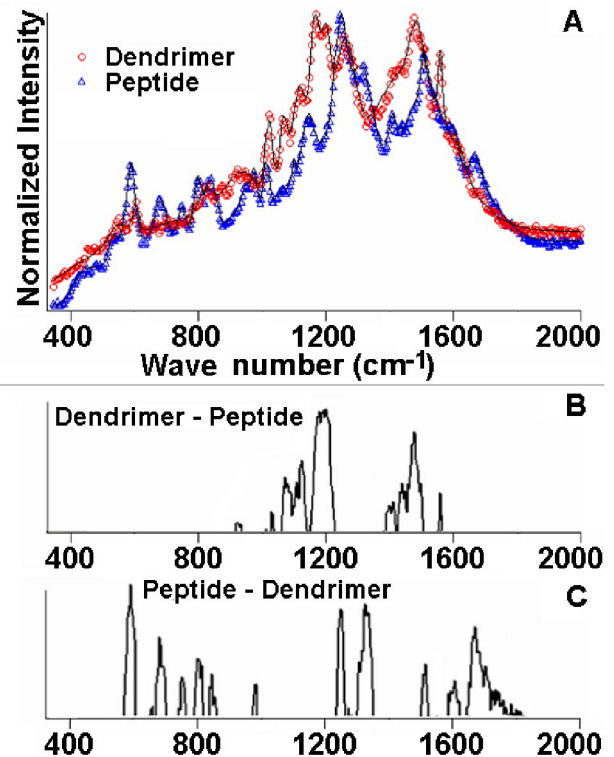 A
Dendrimer
Peptide
Normalized Intensity
400 800 1200 1600 2000
Wave number (cm⁻¹)
Dendrimer - Peptide
B
400 800 1200 1600 2000
Peptide - Dendrimer
C
400 800 1200 1600 2000